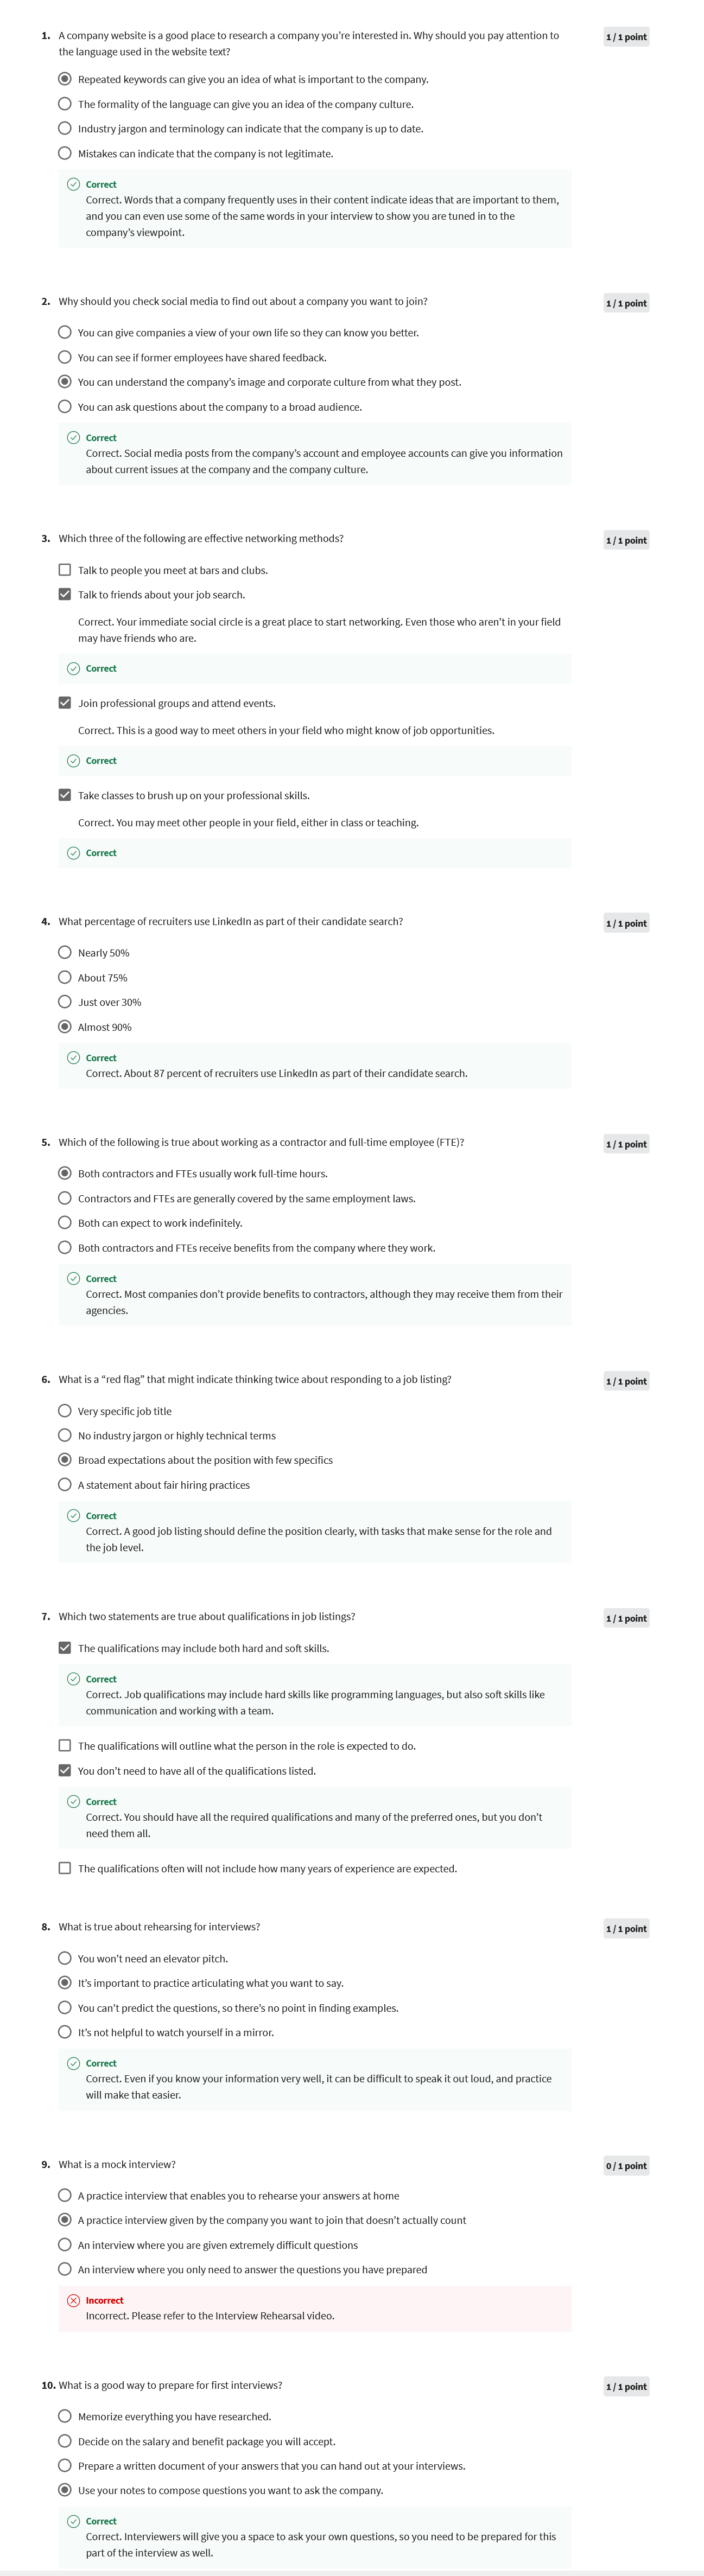 1. A company website is a good place to research a company you’re interested in. Why should you pay attention to
the language used in the website text?
1 / 1 point
Repeated keywords can give you an idea of what is important to the company.
The formality of the language can give you an idea of the company culture.
Industry jargon and terminology can indicate that the company is up to date.
Mistakes can indicate that the company is not legitimate.
Correct
Correct. Words that a company frequently uses in their content indicate ideas that are important to them,
and you can even use some of the same words in your interview to show you are tuned in to the
company’s viewpoint.
2. Why should you check social media to find out about a company you want to join?
1 / 1 point
You can give companies a view of your own life so they can know you better.
You can see if former employees have shared feedback.
You can understand the company’s image and corporate culture from what they post.
You can ask questions about the company to a broad audience.
Correct
Correct. Social media posts from the company’s account and employee accounts can give you information
about current issues at the company and the company culture.
3. Which three of the following are effective networking methods?
1 / 1 point
Talk to people you meet at bars and clubs.
Talk to friends about your job search.
Correct. Your immediate social circle is a great place to start networking. Even those who aren’t in your field
may have friends who are.
Correct
Join professional groups and attend events.
Correct. This is a good way to meet others in your field who might know of job opportunities.
Correct
Take classes to brush up on your professional skills.
Correct. You may meet other people in your field, either in class or teaching.
Correct
4. What percentage of recruiters use LinkedIn as part of their candidate search?
1 / 1 point
Nearly 50%
About 75%
Just over 30%
Almost 90%
Correct
Correct. About 87 percent of recruiters use LinkedIn as part of their candidate search.
5. Which of the following is true about working as a contractor and full-time employee (FTE)?
1 / 1 point
Both contractors and FTEs usually work full-time hours.
Contractors and FTEs are generally covered by the same employment laws.
Both can expect to work indefinitely.
Both contractors and FTEs receive benefits from the company where they work.
Correct
Correct. Most companies don’t provide benefits to contractors, although they may receive them from their
agencies.
6. What is a “red flag” that might indicate thinking twice about responding to a job listing?
1 / 1 point
Very specific job title
No industry jargon or highly technical terms
Broad expectations about the position with few specifics
A statement about fair hiring practices
Correct
Correct. A good job listing should define the position clearly, with tasks that make sense for the role and
the job level.
7. Which two statements are true about qualifications in job listings?
1 / 1 point
The qualifications may include both hard and soft skills.
Correct
Correct. Job qualifications may include hard skills like programming languages, but also soft skills like
communication and working with a team.
The qualifications will outline what the person in the role is expected to do.
You don’t need to have all of the qualifications listed.
Correct
Correct. You should have all the required qualifications and many of the preferred ones, but you don’t
need them all.
The qualifications often will not include how many years of experience are expected.
8. What is true about rehearsing for interviews?
1 / 1 point
You won’t need an elevator pitch.
It’s important to practice articulating what you want to say.
You can’t predict the questions, so there’s no point in finding examples.
It’s not helpful to watch yourself in a mirror.
Correct
Correct. Even if you know your information very well, it can be difficult to speak it out loud, and practice
will make that easier.
9. What is a mock interview?
0 / 1 point
A practice interview that enables you to rehearse your answers at home
A practice interview given by the company you want to join that doesn’t actually count
An interview where you are given extremely difficult questions
An interview where you only need to answer the questions you have prepared
Incorrect
Incorrect. Please refer to the Interview Rehearsal video.
10. What is a good way to prepare for first interviews?
1 / 1 point
Memorize everything you have researched.
Decide on the salary and benefit package you will accept.
Prepare a written document of your answers that you can hand out at your interviews.
Use your notes to compose questions you want to ask the company.
Correct
Correct. Interviewers will give you a space to ask your own questions, so you need to be prepared for this
part of the interview as well.